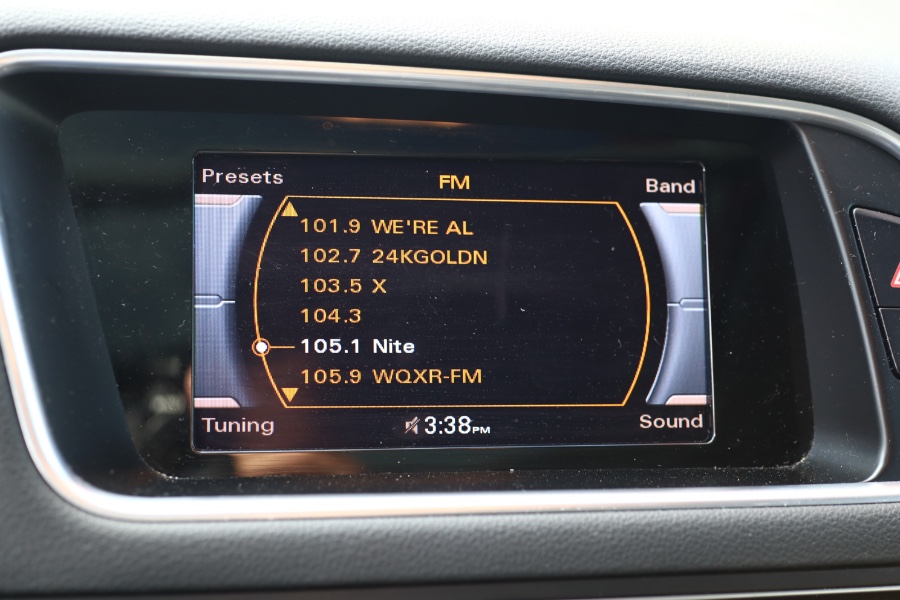 Presets
FM
Band
101.9 WE'RE AL
102.7 24KGOLDN
103.5 X
104.3
105.1 Nite
105.9 WQXR-FM
Tuning
3:38PM
Sound